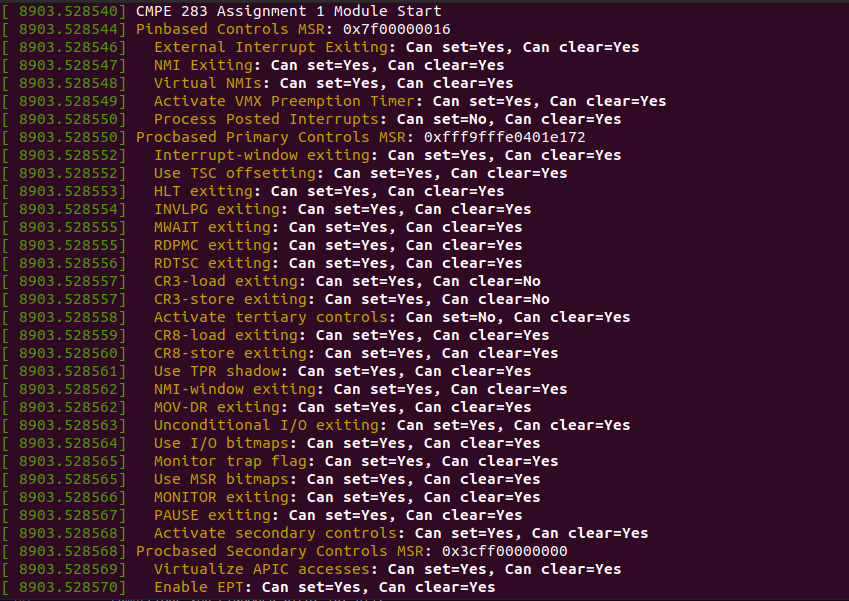 [ 8903.528540] CMPE 283 Assignment 1 Module Start
[ 8903.528544] Pinbased Controls MSR: 0x7f00000016
[ 8903.528546]   External Interrupt Exiting: Can set=Yes, Can clear=Yes
[ 8903.528547]   NMI Exiting: Can set=Yes, Can clear=Yes
[ 8903.528548]   Virtual NMIs: Can set=Yes, Can clear=Yes
[ 8903.528549]   Activate VMX Preemption Timer: Can set=Yes, Can clear=Yes
[ 8903.528550]   Process Posted Interrupts: Can set=No, Can clear=Yes
[ 8903.528550] Procbased Primary Controls MSR: 0xfff9fffe0401e172
[ 8903.528552]   Interrupt-window exiting: Can set=Yes, Can clear=Yes
[ 8903.528552]   Use TSC offsetting: Can set=Yes, Can clear=Yes
[ 8903.528553]   HLT exiting: Can set=Yes, Can clear=Yes
[ 8903.528554]   INVLPG exiting: Can set=Yes, Can clear=Yes
[ 8903.528555]   MWAIT exiting: Can set=Yes, Can clear=Yes
[ 8903.528555]   RDPMC exiting: Can set=Yes, Can clear=Yes
[ 8903.528556]   RDTSC exiting: Can set=Yes, Can clear=Yes
[ 8903.528557]   CR3-load exiting: Can set=Yes, Can clear=No
[ 8903.528557]   CR3-store exiting: Can set=Yes, Can clear=No
[ 8903.528558]   Activate tertiary controls: Can set=No, Can clear=Yes
[ 8903.528559]   CR8-load exiting: Can set=Yes, Can clear=Yes
[ 8903.528560]   CR8-store exiting: Can set=Yes, Can clear=Yes
[ 8903.528561]   Use TPR shadow: Can set=Yes, Can clear=Yes
[ 8903.528562]   NMI-window exiting: Can set=Yes, Can clear=Yes
[ 8903.528562]   MOV-DR exiting: Can set=Yes, Can clear=Yes
[ 8903.528563]   Unconditional I/O exiting: Can set=Yes, Can clear=Yes
[ 8903.528564]   Use I/O bitmaps: Can set=Yes, Can clear=Yes
[ 8903.528565]   Monitor trap flag: Can set=Yes, Can clear=Yes
[ 8903.528565]   Use MSR bitmaps: Can set=Yes, Can clear=Yes
[ 8903.528566]   MONITOR exiting: Can set=Yes, Can clear=Yes
[ 8903.528567]   PAUSE exiting: Can set=Yes, Can clear=Yes
[ 8903.528568]   Activate secondary controls: Can set=Yes, Can clear=Yes
[ 8903.528568] Procbased Secondary Controls MSR: 0x3cff00000000
[ 8903.528569]   Virtualize APIC accesses: Can set=Yes, Can clear=Yes
[ 8903.528570]   Enable EPT: Can set=Yes, Can clear=Yes